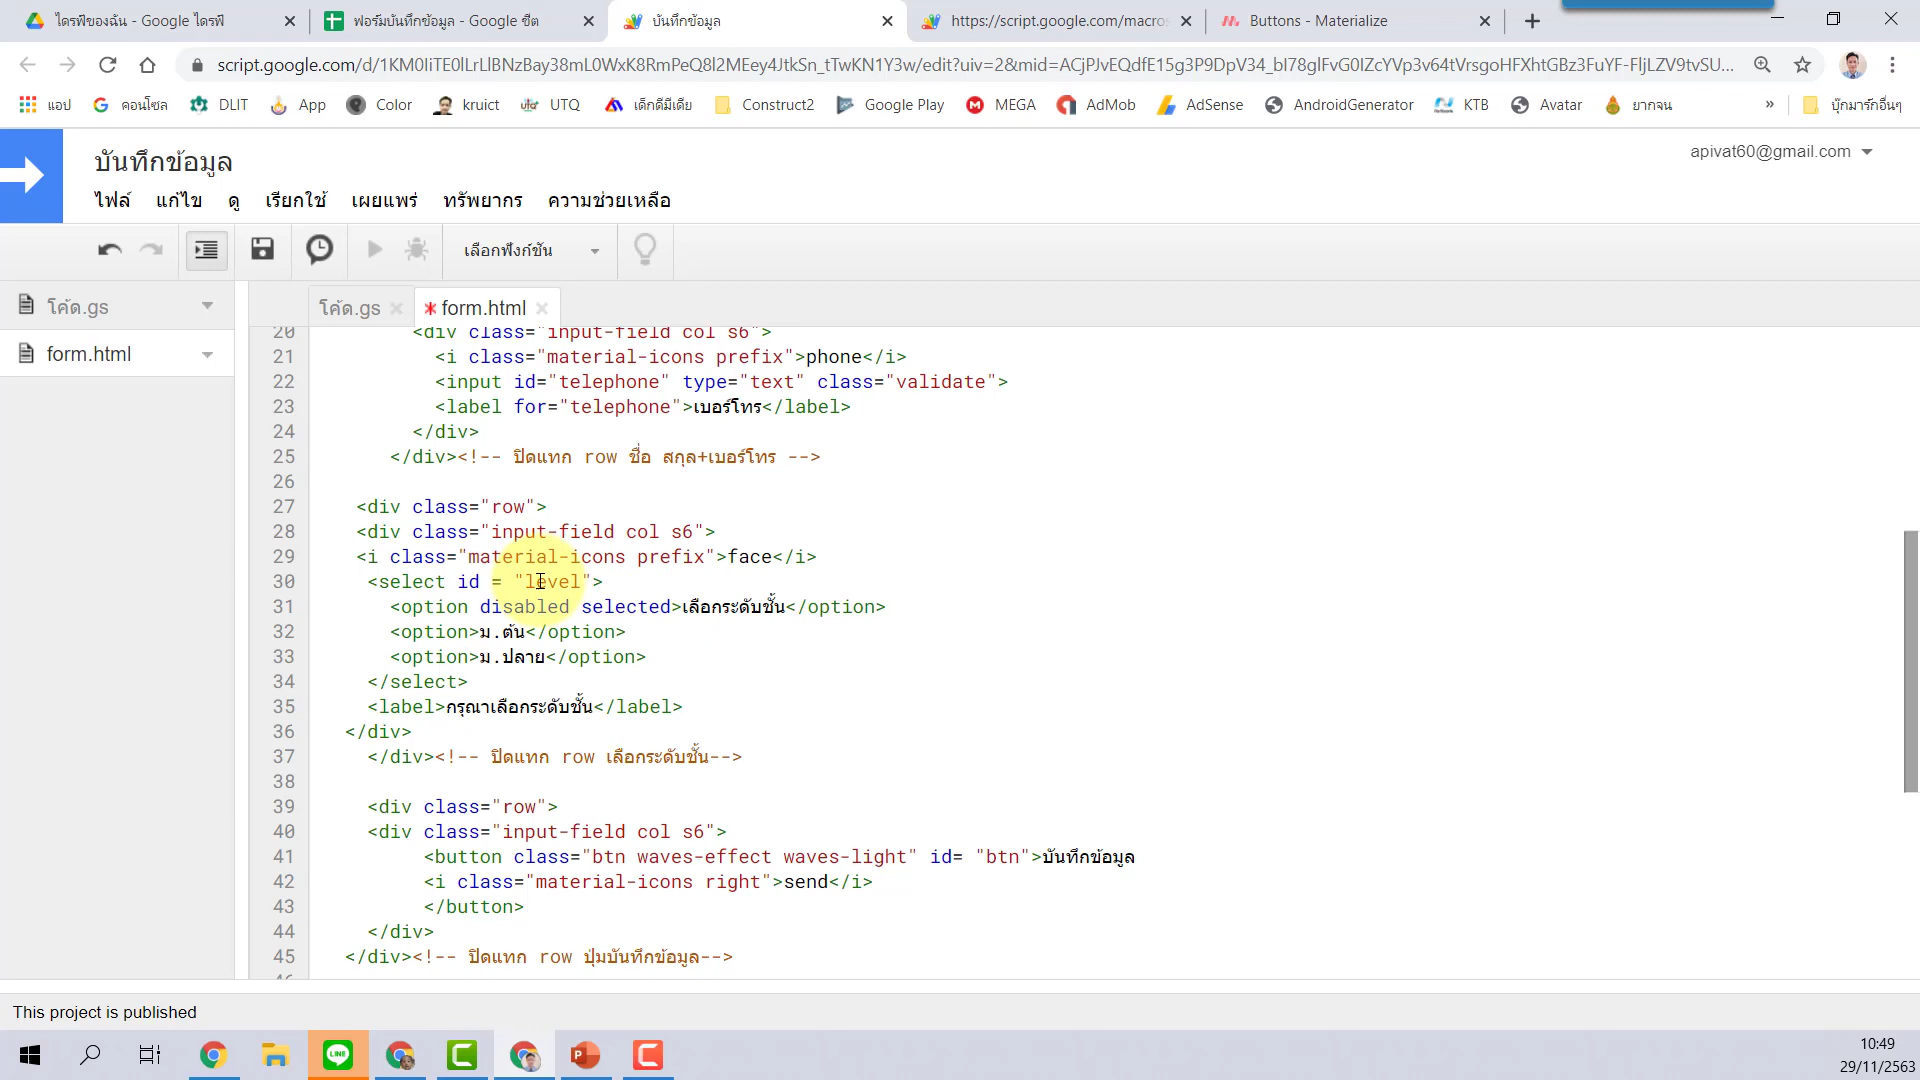 ไดรฟ์ของฉัน - Google ไดรฟ์
ฟอร์มบันทึกข้อมูล - Google ชีต
บันทึกข้อมูล
https://script.google.com/macros
Buttons - Materialize
script.google.com/d/1KM0IiTE0lLrLlBNzBay38mL0WxK8RmPeQ8l2MEey4JtkSn_tTwKN1Y3w/edit?uiv=2&mid=ACjPJvEQdfE15g3P9DpV34_bI78glFvG0IZcYVp3v64tVrsgoHFXhtGBz3FuYF-FljLZV9tvSU...
แอป
คอนโซล
DLIT
App
Color
kruict
UTQ
เด็กดีมีเดีย
Construct2
Google Play
MEGA
AdMob
AdSense
AndroidGenerator
KTB
Avatar
ยากจน
»
บุ๊กมาร์กอื่นๆ
บันทึกข้อมูล
apivat60@gmail.com
ไฟล์ แก้ไข ดู เรียกใช้ เผยแพร่ ทรัพยากร ความช่วยเหลือ
เลือกฟังก์ชัน
โค้ด.gs
form.html
โค้ด.gs
* form.html
20 <div class="input-field col s6">
21 <i class="material-icons prefix">phone</i>
22 <input id="telephone" type="text" class="validate">
23 <label for="telephone">เบอร์โทร</label>
24 </div>
25 </div><!-- ปิดแทก row ชื่อ สกุล+เบอร์โทร -->
26
27 <div class="row">
28 <div class="input-field col s6">
29 <i class="material-icons prefix">face</i>
30 <select id = "level">
31 <option disabled selected>เลือกระดับชั้น</option>
32 <option>ม.ต้น</option>
33 <option>ม.ปลาย</option>
34 </select>
35 <label>กรุณาเลือกระดับชั้น</label>
36 </div>
37 </div><!-- ปิดแทก row เลือกระดับชั้น-->
38
39 <div class="row">
40 <div class="input-field col s6">
41 <button class="btn waves-effect waves-light" id= "btn">บันทึกข้อมูล
42 <i class="material-icons right">send</i>
43 </button>
44 </div>
45 </div><!-- ปิดแทก row ปุ่มบันทึกข้อมูล-->
This project is published
LINE
10:49
29/11/2563